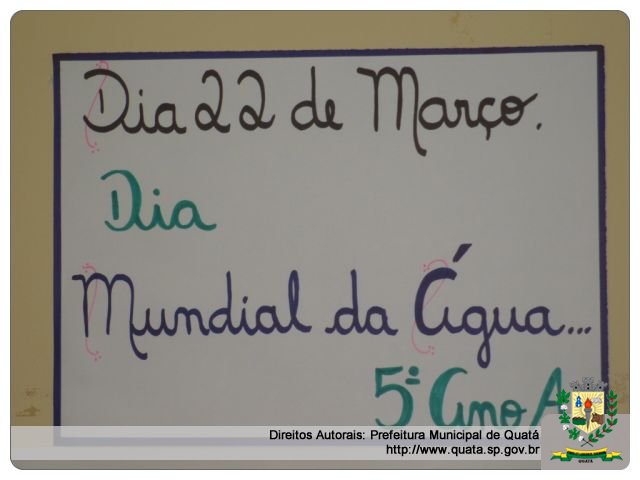 Dia 22 de Março.
Dia
Mundial da Água...
5º Ano A
Direitos Autorais: Prefeitura Municipal de Quatá
http://www.quata.sp.gov.br
QUATÁ